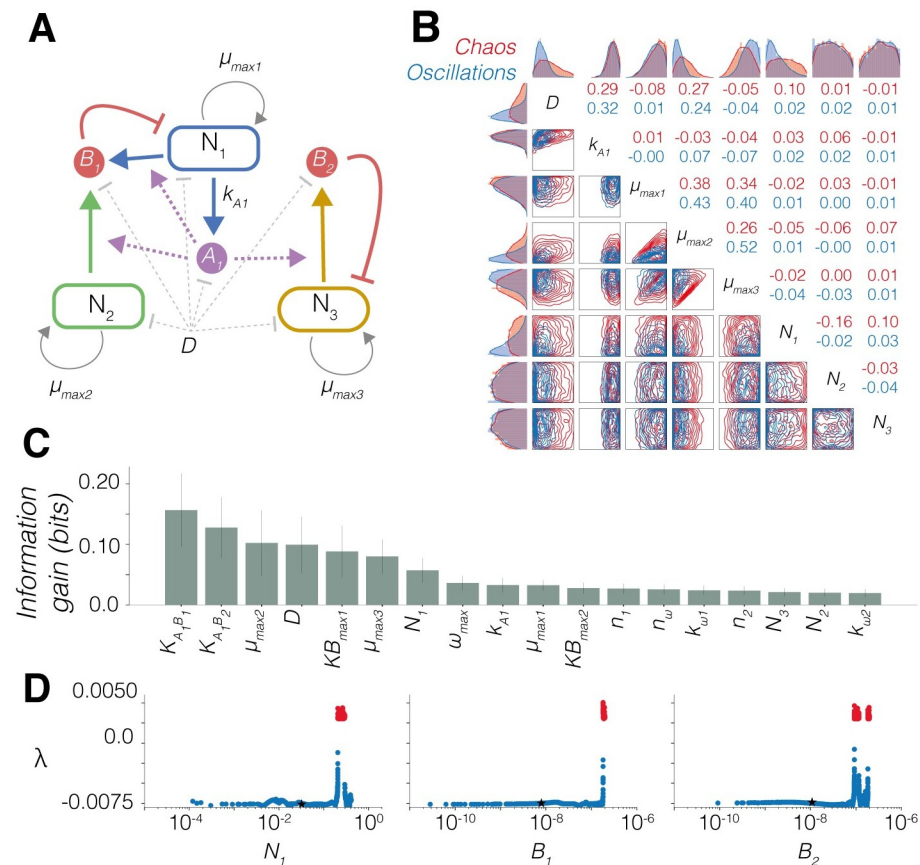 A
μmax1
N1
B1
B2
kA1
A1
N2
N3
D
μmax2
μmax3
B
Chaos
Oscillations
D
0.29 -0.08 0.27 -0.05 0.10 0.01 -0.01
0.32 0.01 0.24 -0.04 0.02 0.02 0.01
kA1
0.01 -0.03 -0.04 0.03 0.06 -0.01
-0.00 0.07 -0.07 0.02 0.02 0.01
μmax1
0.38 0.34 -0.02 0.03 -0.01
0.43 0.40 0.01 0.00 0.01
μmax2
0.26 -0.05 -0.06 0.07
0.52 0.01 -0.00 0.01
μmax3
-0.02 0.00 0.01
-0.04 -0.03 0.01
N1
-0.16 0.10
-0.02 0.03
N2
-0.03
-0.04
N3
C
Information
gain (bits)
0.20
0.10
0.0
KA1B1 KA1B2 μmax2 D KBmax1 μmax3 N1 ωmax kA1 μmax1 KBmax2 n1 nω kω1 n2 N3 N2 kω2
D
λ
0.0050
0.0
-0.0075
10-4 10-2 100 10-10 10-8 10-6 10-10 10-8 10-6
N1 B1 B2